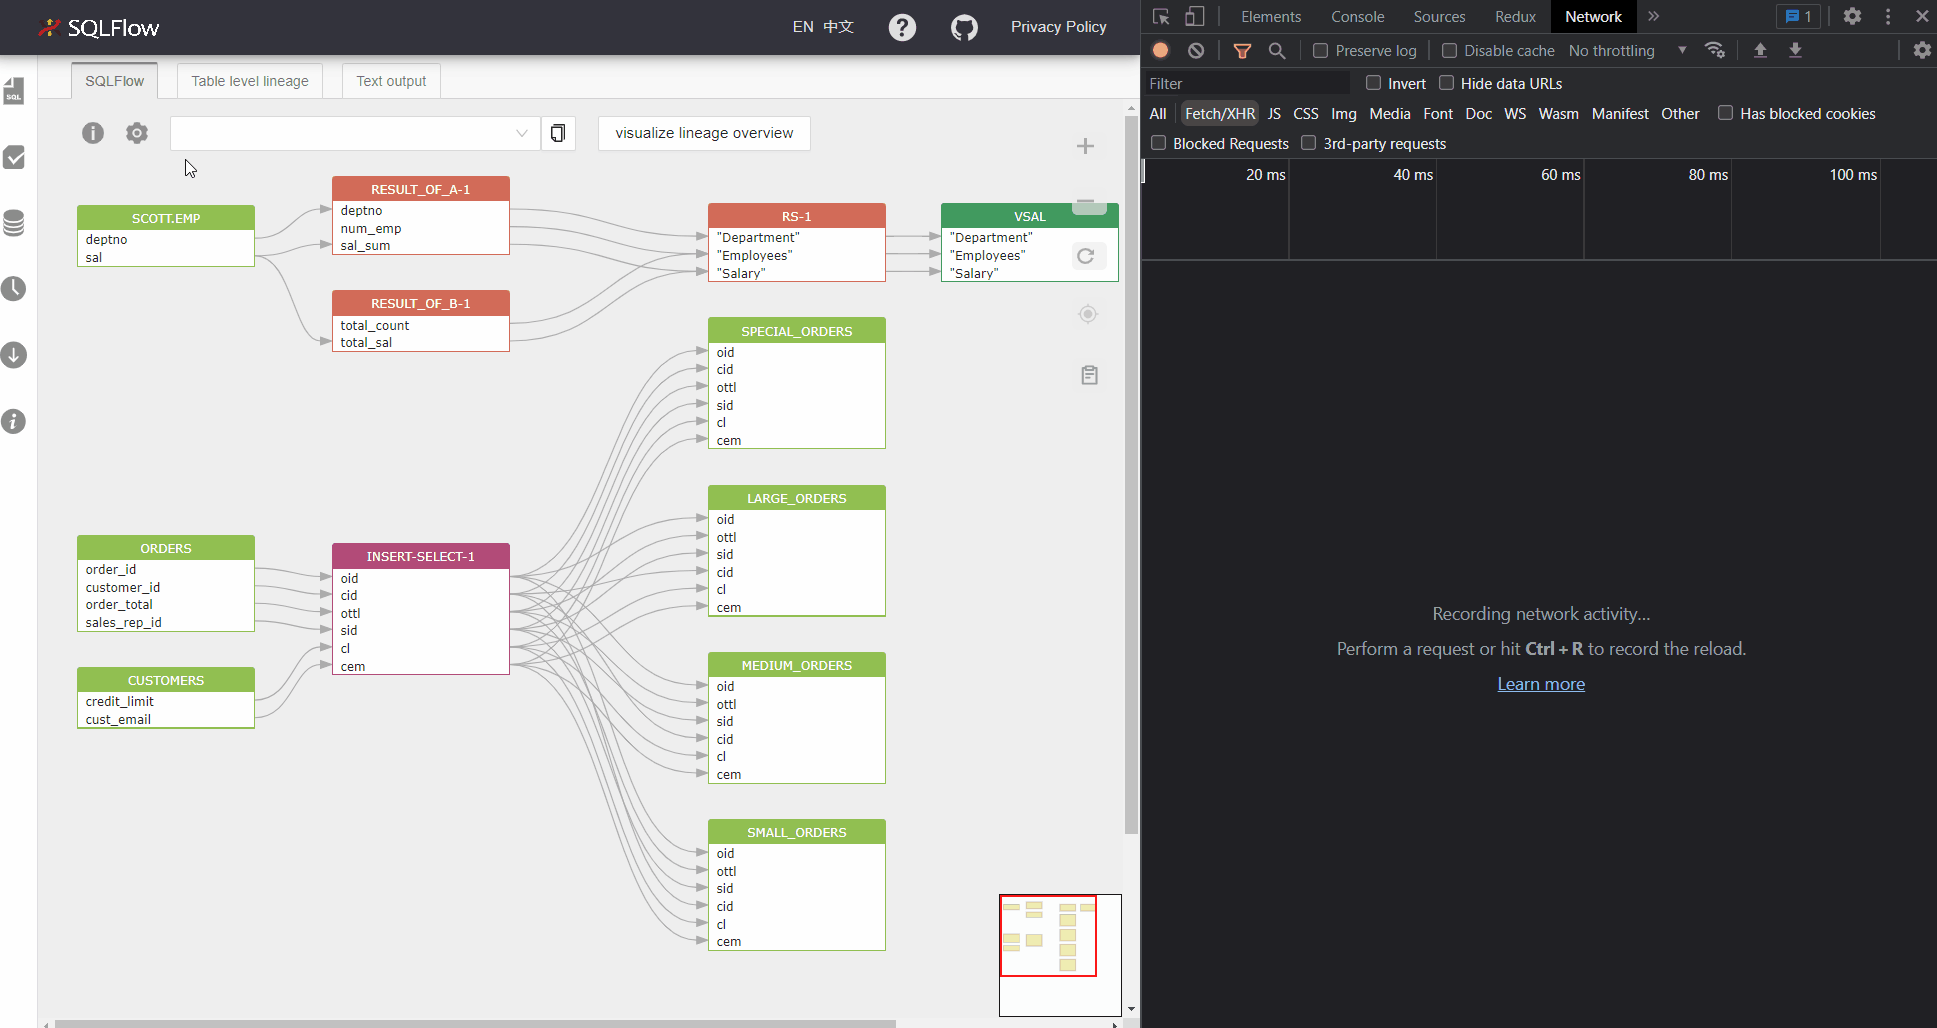 SQLFlow
EN 中文
?
Privacy Policy
SQLFlow
Table level lineage
Text output
SQL
visualize lineage overview
SCOTT.EMP
deptno
sal
RESULT_OF_A-1
deptno
num_emp
sal_sum
RESULT_OF_B-1
total_count
total_sal
RS-1
"Department"
"Employees"
"Salary"
VSAL
"Department"
"Employees"
"Salary"
SPECIAL_ORDERS
oid
cid
ottl
sid
cl
cem
LARGE_ORDERS
oid
ottl
sid
cid
cl
cem
ORDERS
order_id
customer_id
order_total
sales_rep_id
INSERT-SELECT-1
oid
cid
ottl
sid
cl
cem
CUSTOMERS
credit_limit
cust_email
MEDIUM_ORDERS
oid
ottl
sid
cid
cl
cem
SMALL_ORDERS
oid
ottl
sid
cid
cl
cem
Elements
Console
Sources
Redux
Network
1
Preserve log
Disable cache
No throttling
Filter
Invert
Hide data URLs
All
Fetch/XHR
JS
CSS
Img
Media
Font
Doc
WS
Wasm
Manifest
Other
Has blocked cookies
Blocked Requests
3rd-party requests
20 ms
40 ms
60 ms
80 ms
100 ms
Recording network activity...
Perform a request or hit Ctrl + R to record the reload.
Learn more